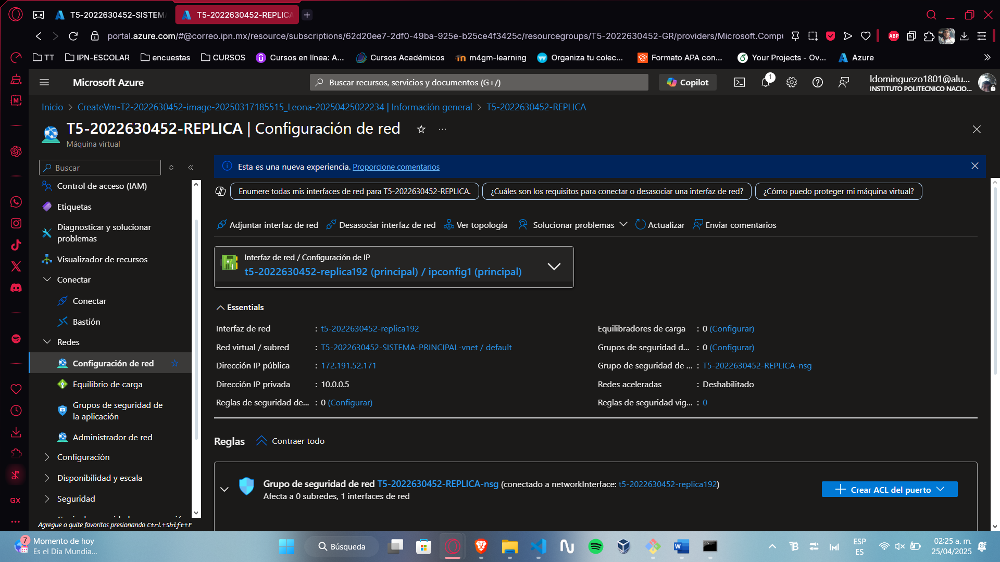 T5-2022630452-SISTEM
T5-2022630452-REPLICA
portal.azure.com/#@correo.ipn.mx/resource/subscriptions/62d20ee7-2df0-49ba-925e-b25ce4f3425c/resourcegroups/T5-2022630452-GR/providers/Microsoft.Compu
ABP
TT
IPN-ESCOLAR
encuestas
CURSOS
Cursos en línea: A...
Cursos Académicos
m4gm-learning
Organiza tu colec...
Formato APA con...
Your Projects - Ov...
Azure
Microsoft Azure
Buscar recursos, servicios y documentos (G+/)
Copilot
1
ldominguezo1801@alu...
INSTITUTO POLITECNICO NACIO...
Inicio > CreateVm-T2-2022630452-image-20250317185515_Leona-20250425022234 | Información general > T5-2022630452-REPLICA
T5-2022630452-REPLICA | Configuración de red
Máquina virtual
Buscar
Control de acceso (IAM)
Etiquetas
Diagnosticar y solucionar
problemas
Visualizador de recursos
Conectar
Conectar
Bastión
Redes
Configuración de red
Equilibrio de carga
Grupos de seguridad de
la aplicación
Administrador de red
Configuración
Disponibilidad y escala
Seguridad
Agregue o quite favoritos presionando Ctrl+Shift+F
Esta es una nueva experiencia. Proporcione comentarios
Enumere todas mis interfaces de red para T5-2022630452-REPLICA.
¿Cuáles son los requisitos para conectar o desasociar una interfaz de red?
¿Cómo puedo proteger mi máquina virtual?
Adjuntar interfaz de red
Desasociar interfaz de red
Ver topología
Solucionar problemas
Actualizar
Enviar comentarios
Interfaz de red / Configuración de IP
t5-2022630452-replica192 (principal) / ipconfig1 (principal)
Essentials
Interfaz de red : t5-2022630452-replica192
Red virtual / subred : T5-2022630452-SISTEMA-PRINCIPAL-vnet / default
Dirección IP pública : 172.191.52.171
Dirección IP privada : 10.0.0.5
Reglas de seguridad de... : 0 (Configurar)
Equilibradores de carga : 0 (Configurar)
Grupos de seguridad d... : 0 (Configurar)
Grupo de seguridad de ... : T5-2022630452-REPLICA-nsg
Redes aceleradas : Deshabilitado
Reglas de seguridad vig... : 0
Reglas
Contraer todo
Grupo de seguridad de red T5-2022630452-REPLICA-nsg (conectado a networkInterface: t5-2022630452-replica192)
Afecta a 0 subredes, 1 interfaces de red
Crear ACL del puerto
GX
7
Momento de hoy
Es el Día Mundia...
Búsqueda
ESP
ES
02:25 a. m.
25/04/2025